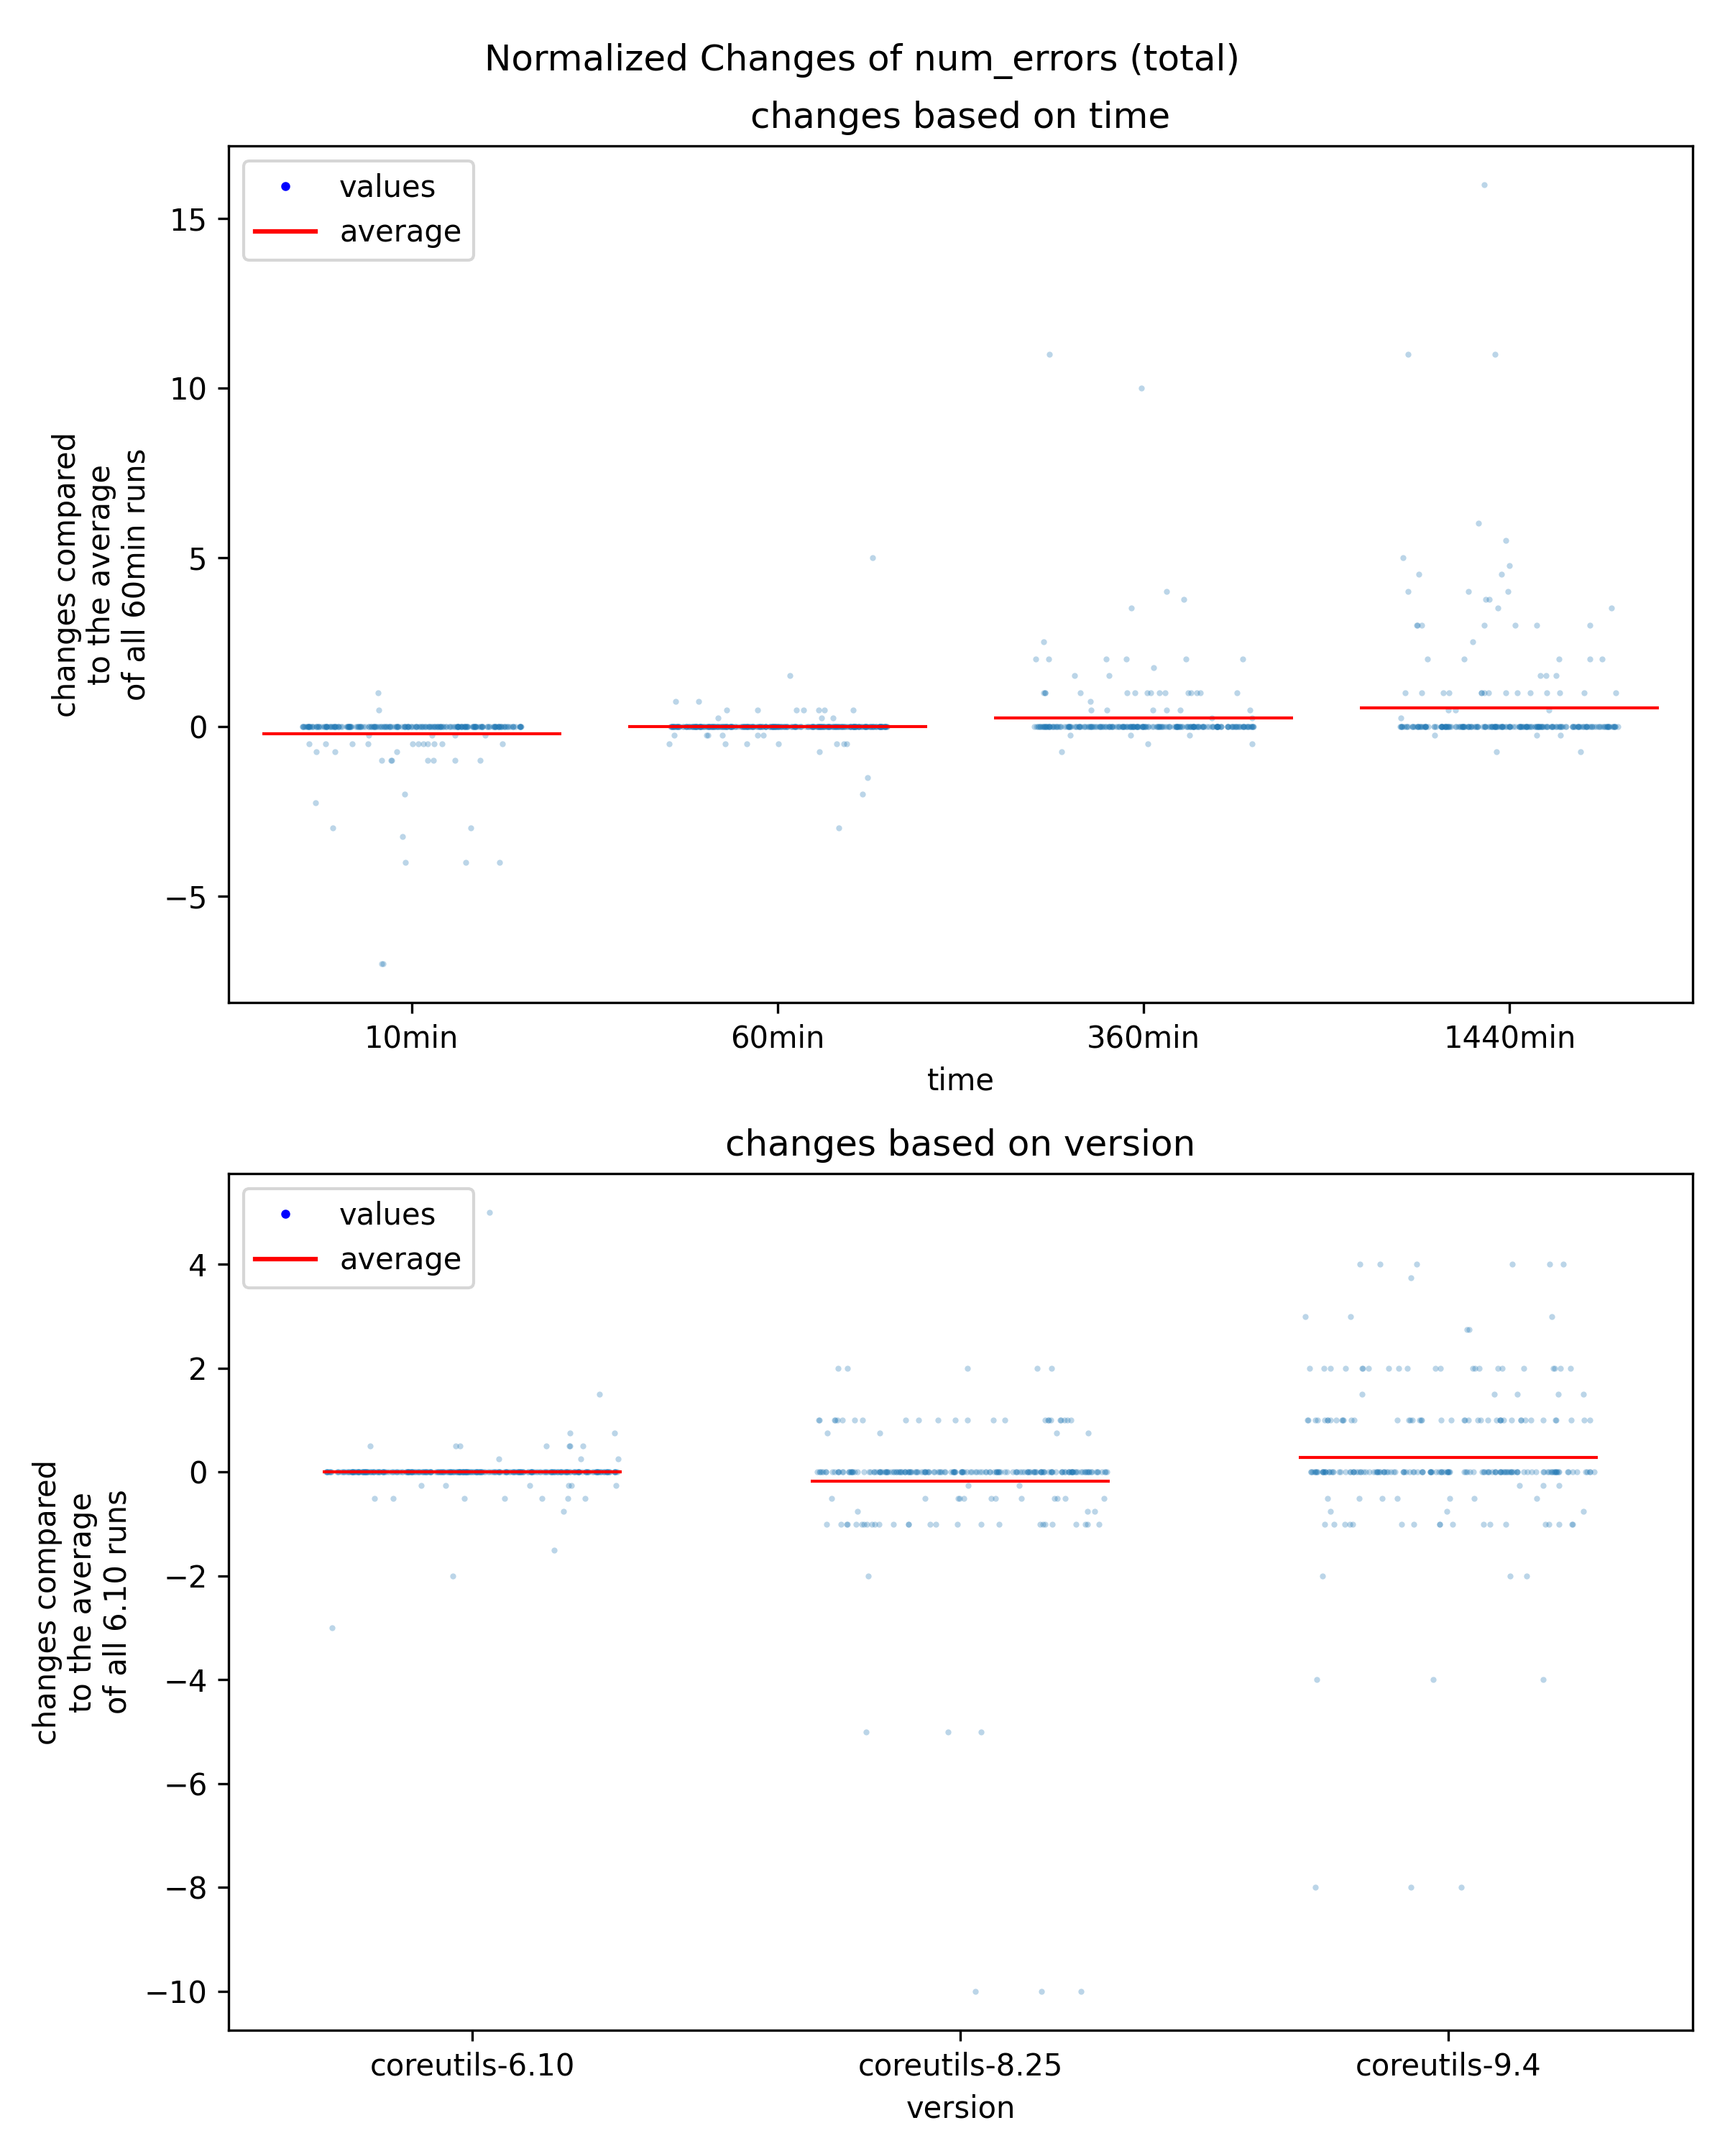 Normalized Changes of num_errors (total)
changes based on time
values
average
15
10
5
0
−5
changes compared
to the average
of all 60min runs
10min
60min
360min
1440min
time
changes based on version
values
average
4
2
0
−2
−4
−6
−8
−10
changes compared
to the average
of all 6.10 runs
coreutils-6.10
coreutils-8.25
coreutils-9.4
version